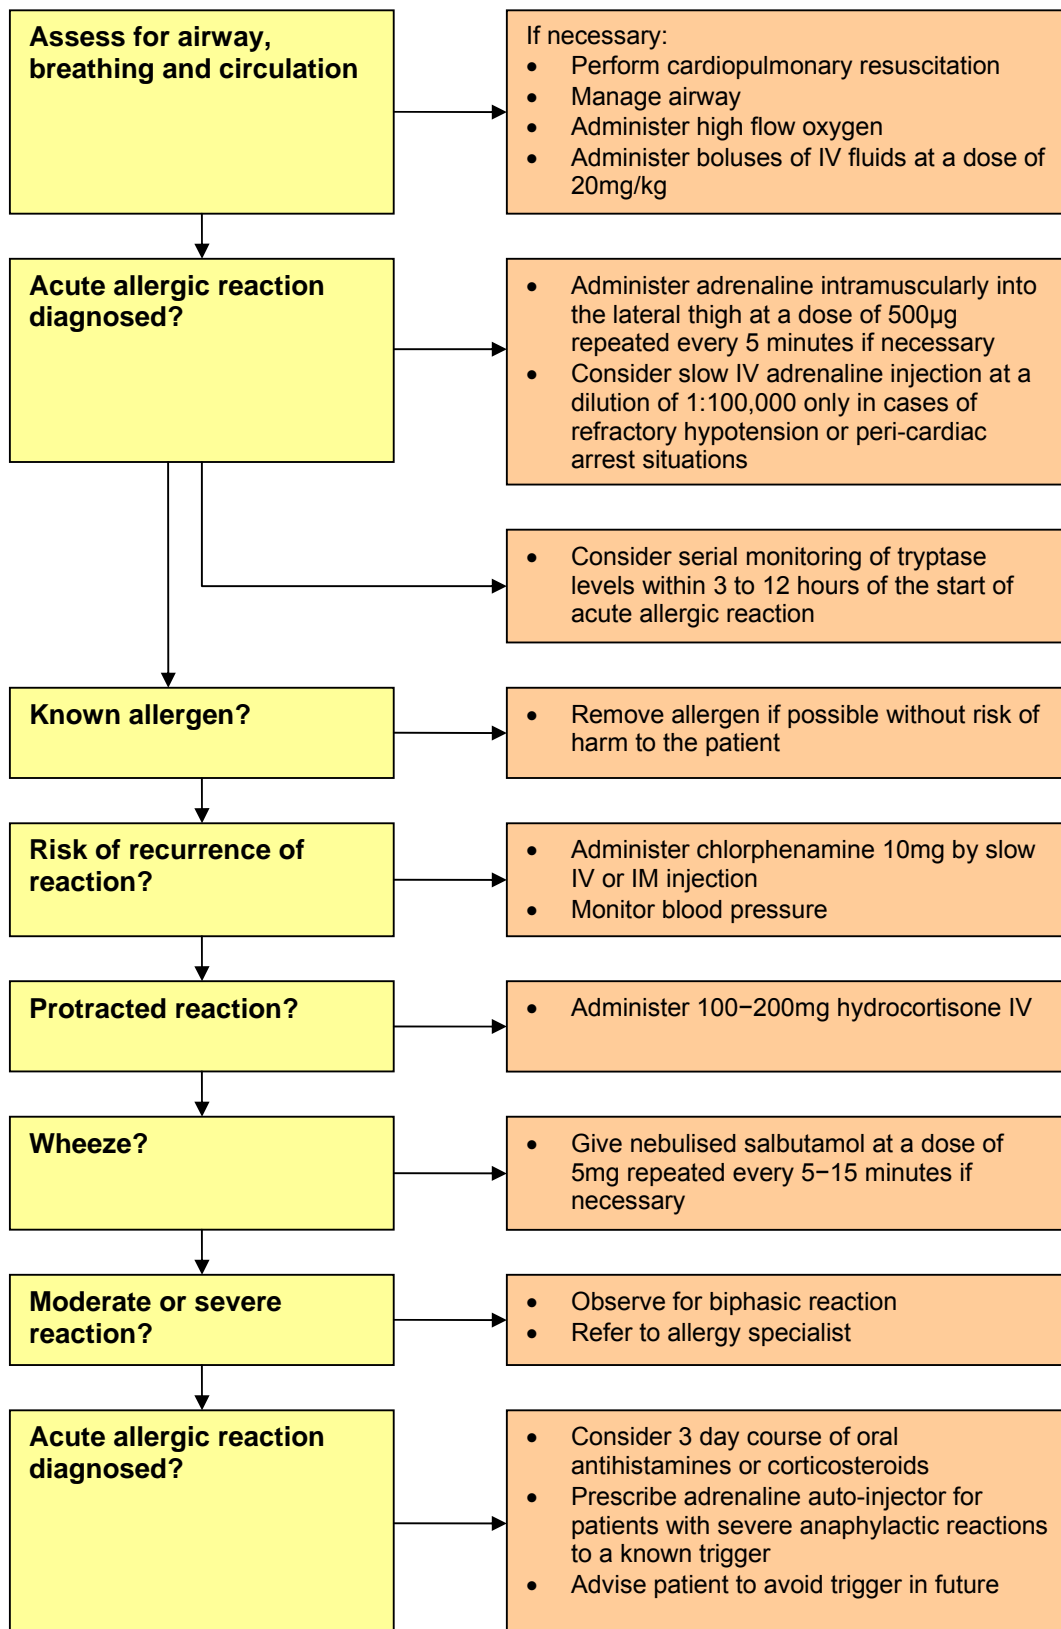 Assess for airway,
breathing and circulation
If necessary:
• Perform cardiopulmonary resuscitation
• Manage airway
• Administer high flow oxygen
• Administer boluses of IV fluids at a dose of
20mg/kg
Acute allergic reaction
diagnosed?
• Administer adrenaline intramuscularly into
the lateral thigh at a dose of 500µg
repeated every 5 minutes if necessary
• Consider slow IV adrenaline injection at a
dilution of 1:100,000 only in cases of
refractory hypotension or peri-cardiac
arrest situations
• Consider serial monitoring of tryptase
levels within 3 to 12 hours of the start of
acute allergic reaction
Known allergen?
• Remove allergen if possible without risk of
harm to the patient
Risk of recurrence of
reaction?
• Administer chlorphenamine 10mg by slow
IV or IM injection
• Monitor blood pressure
Protracted reaction?
• Administer 100−200mg hydrocortisone IV
Wheeze?
• Give nebulised salbutamol at a dose of
5mg repeated every 5−15 minutes if
necessary
Moderate or severe
reaction?
• Observe for biphasic reaction
• Refer to allergy specialist
Acute allergic reaction
diagnosed?
• Consider 3 day course of oral
antihistamines or corticosteroids
• Prescribe adrenaline auto-injector for
patients with severe anaphylactic reactions
to a known trigger
• Advise patient to avoid trigger in future